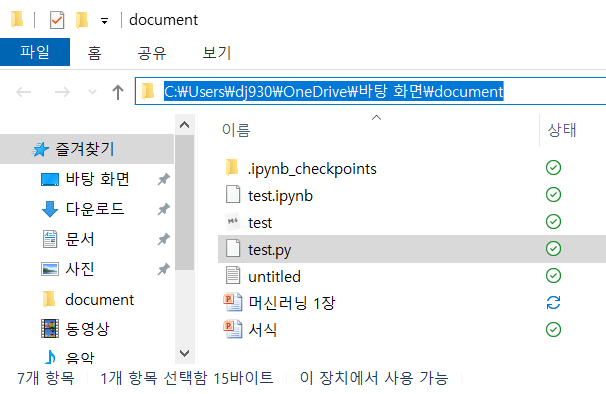 document
파일 홈 공유 보기
C:₩Users₩dj930₩OneDrive₩바탕 화면₩document
이름 상태
즐겨찾기
바탕 화면
다운로드
문서
사진
document
동영상
음악
.ipynb_checkpoints
test.ipynb
test
test.py
untitled
머신러닝 1장
서식
7개 항목 1개 항목 선택함 15바이트 이 장치에서 사용 가능